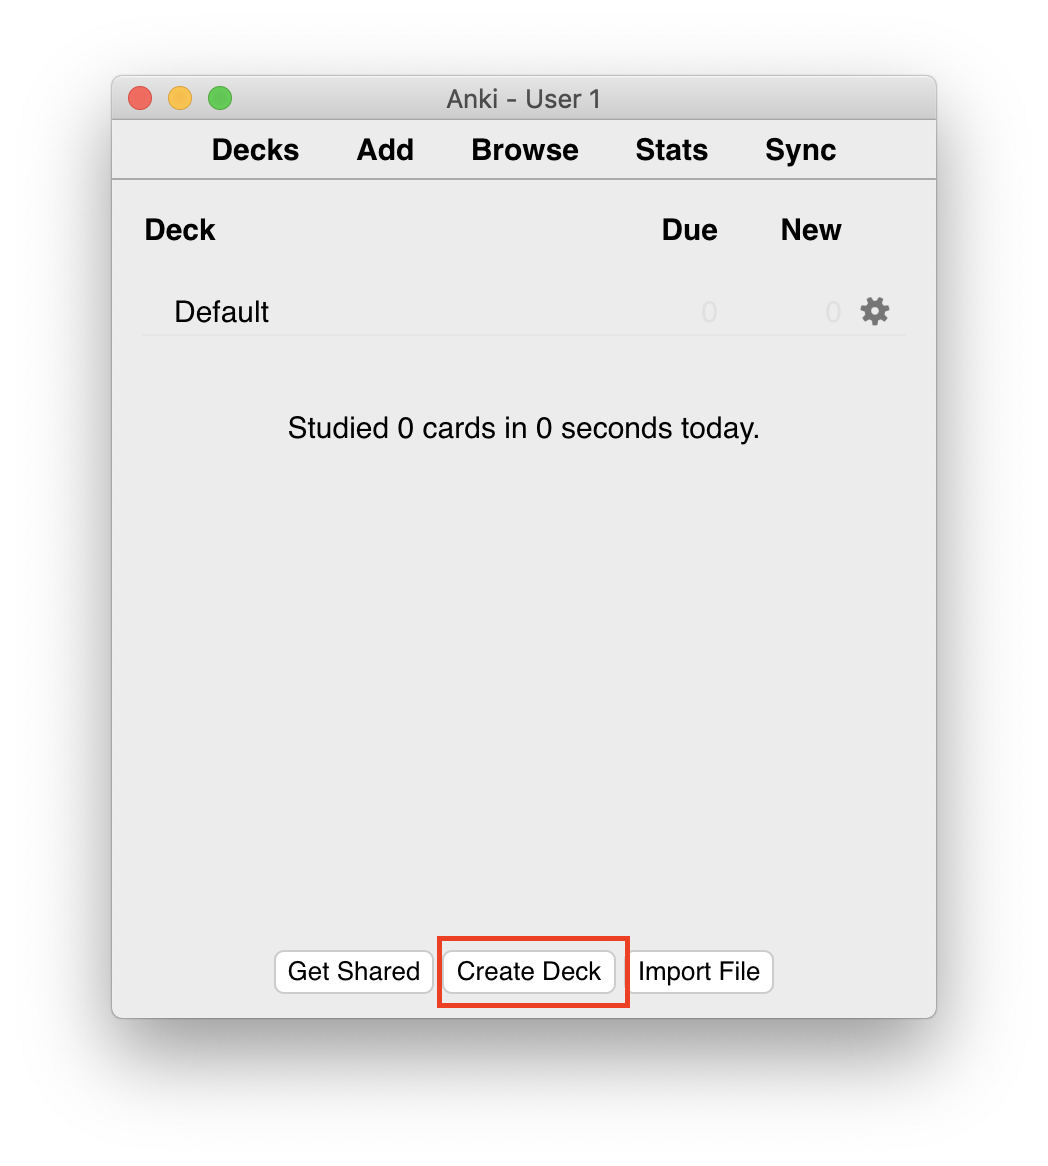 Anki - User 1
Decks Add Browse Stats Sync
Deck Due New
Default 0 0
Studied 0 cards in 0 seconds today.
Get Shared Create Deck Import File